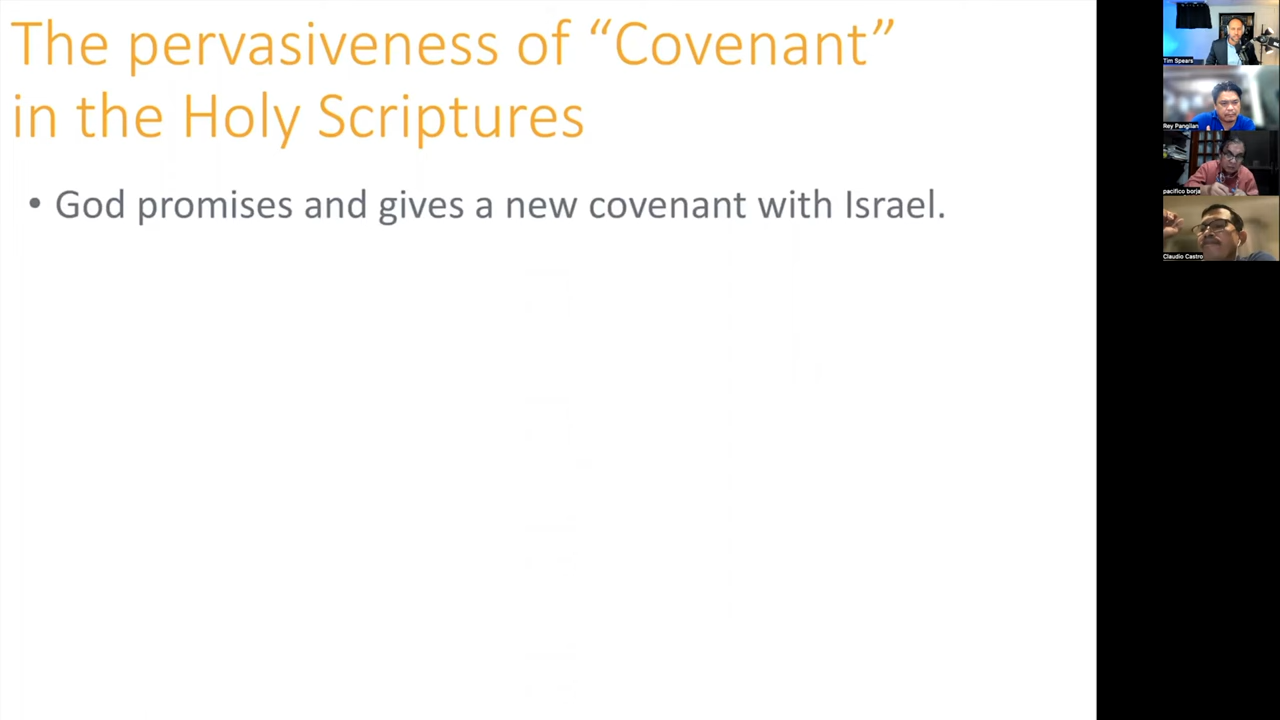 The pervasiveness of “Covenant”
in the Holy Scriptures
• God promises and gives a new covenant with Israel.
Tim Spears
Rey Pangilan
pacifico borja
Claudio Castro